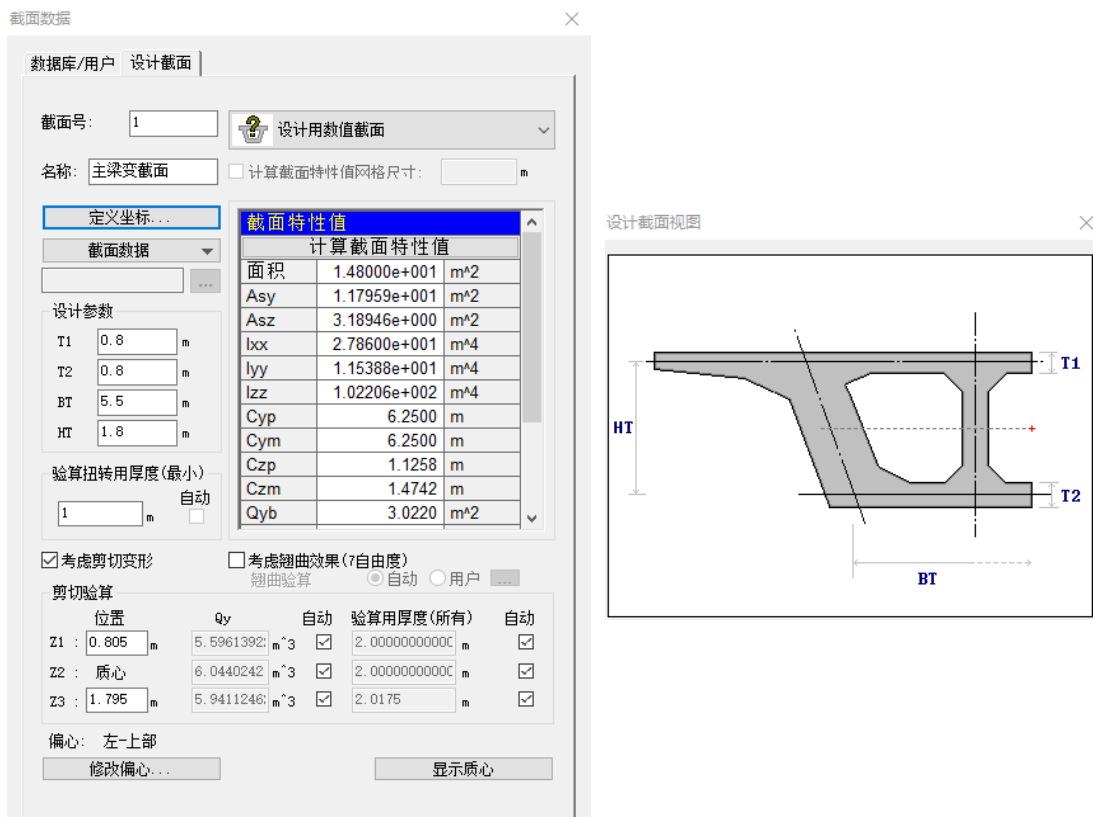 截面数据
数据库/用户 设计截面
截面号: 1 设计用数值截面
名称: 主梁变截面 计算截面特性值网格尺寸: m
定义坐标...
截面数据
...
设计参数
T1 0.8 m
T2 0.8 m
BT 5.5 m
HT 1.8 m
验算扭转用厚度(最小)
自动
1 m
截面特性值
计算截面特性值
面积 1.48000e+001 m^2
Asy 1.17959e+001 m^2
Asz 3.18946e+000 m^2
Ixx 2.78600e+001 m^4
Iyy 1.15388e+001 m^4
Izz 1.02206e+002 m^4
Cyp 6.2500 m
Cym 6.2500 m
Czp 1.1258 m
Czm 1.4742 m
Qyb 3.0220 m^2
考虑剪切变形 考虑翘曲效果(7自由度)
翘曲验算 自动 用户 ...
剪切验算
位置 Qy 自动 验算用厚度(所有) 自动
Z1 : 0.805 m 5.5961392 m^3 2.0000000000 m
Z2 : 质心 6.0440242 m^3 2.0000000000 m
Z3 : 1.795 m 5.9411246 m^3 2.0175 m
偏心: 左-上部
修改偏心... 显示质心
设计截面视图
T1
HT
T2
BT